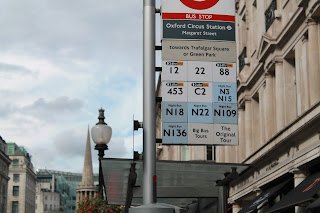 BUS STOP
Oxford Circus Station
Margaret Street
towards Trafalgar Square
or Green Park
12 22 88
453 C2 N3
N15
N18 N22 N109
N136 Big Bus
Tours The
Original
Tour